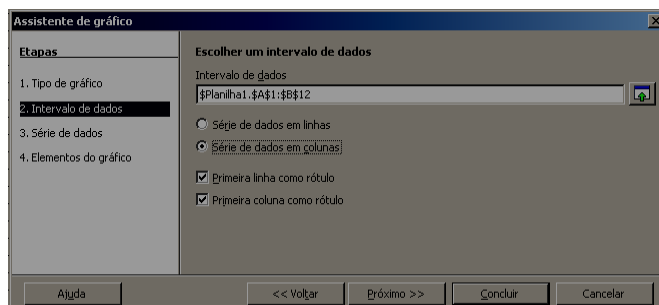 Assistente de gráfico
Etapas
1. Tipo de gráfico
2. Intervalo de dados
3. Série de dados
4. Elementos do gráfico
Escolher um intervalo de dados
Intervalo de dados
$Planilha1.$A$1:$B$12
Série de dados em linhas
Série de dados em colunas
Primeira linha como rótulo
Primeira coluna como rótulo
Ajuda
<< Voltar
Próximo >>
Concluir
Cancelar